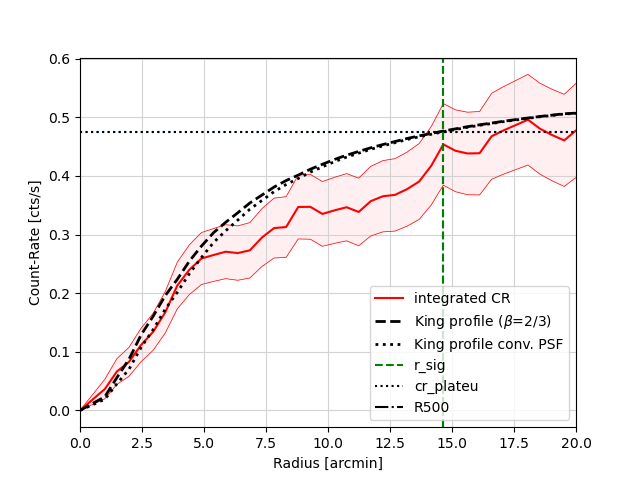 0.6
0.5
0.4
0.3
0.2
0.1
0.0
Count-Rate [cts/s]
integrated CR
King profile (β=2/3)
King profile conv. PSF
r_sig
cr_plateu
R500
0.0 2.5 5.0 7.5 10.0 12.5 15.0 17.5 20.0
Radius [arcmin]